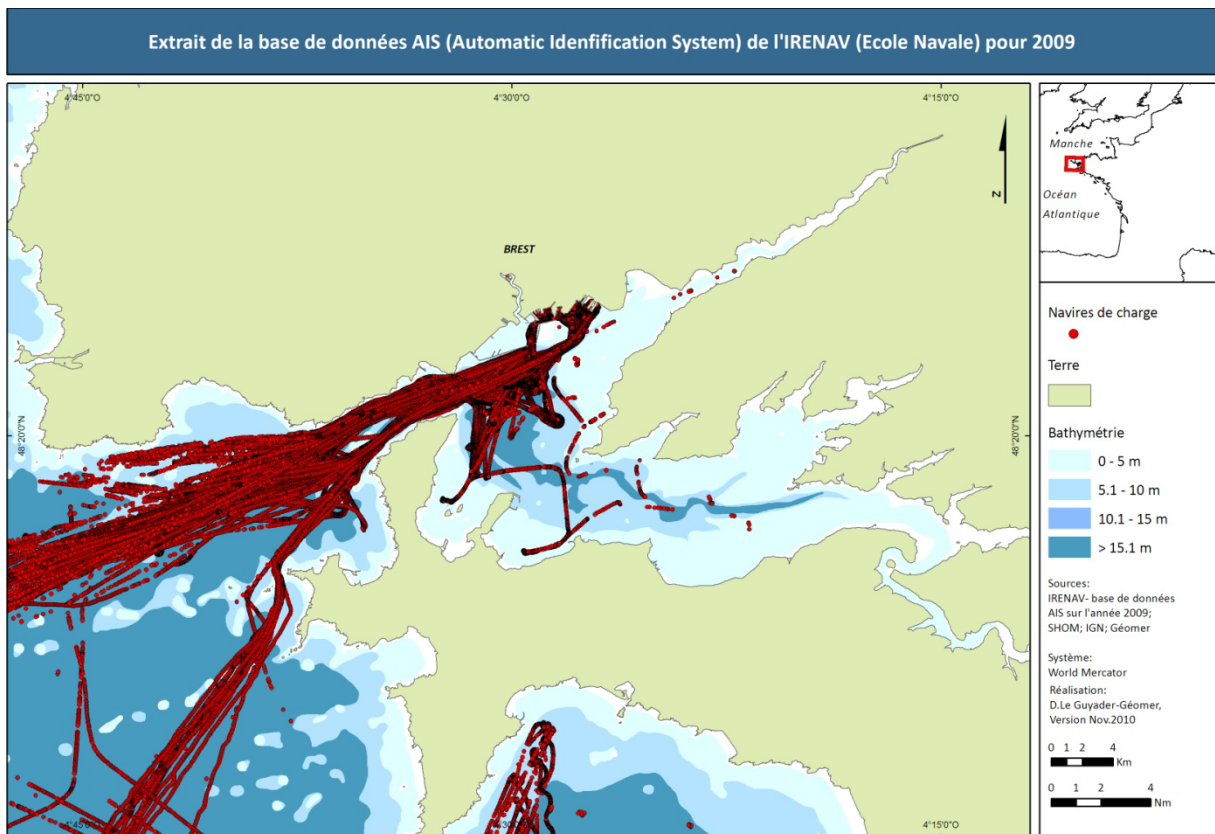 Extrait de la base de données AIS (Automatic Idenfification System) de l'IRENAV (Ecole Navale) pour 2009
4°45'0"O
4°30'0"O
4°15'0"O
N
BREST
48°20'0"N
48°20'0"N
4°45'0"O
4°30'0"O
4°15'0"O
Manche
Océan
Atlantique
Navires de charge
Terre
Bathymétrie
0 - 5 m
5.1 - 10 m
10.1 - 15 m
> 15.1 m
Sources:
IRENAV- base de données
AIS sur l'année 2009;
SHOM; IGN; Géomer
Système:
World Mercator
Réalisation:
D.Le Guyader-Géomer,
Version Nov.2010
0 1 2 4
Km
0 1 2 4
Nm